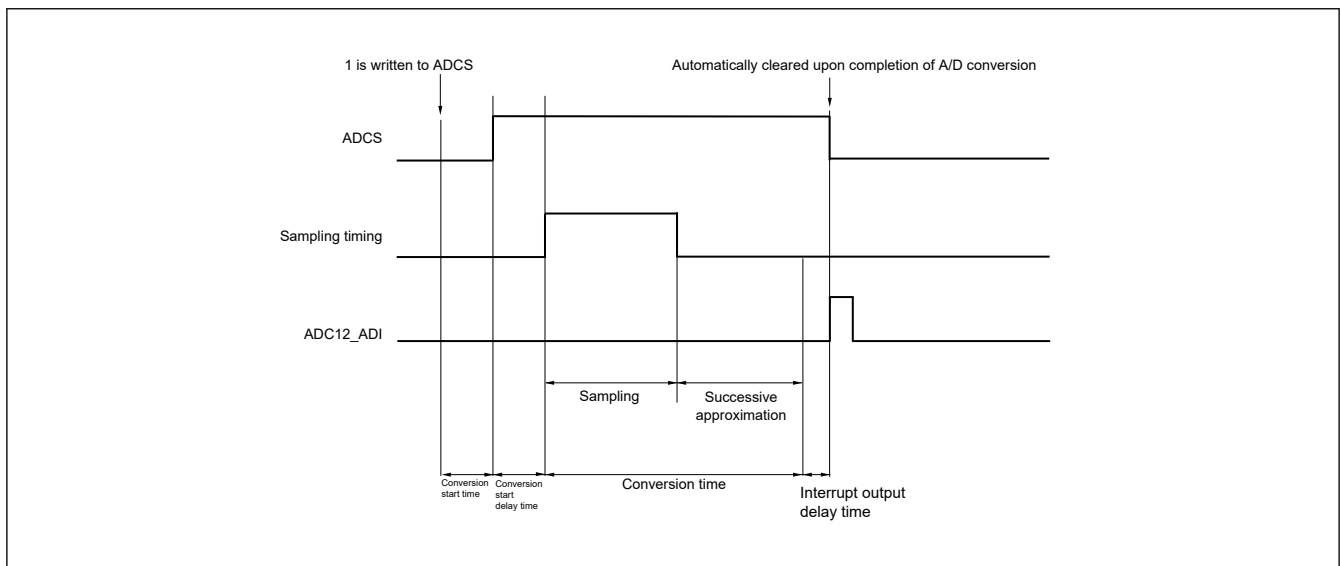 1 is written to ADCS
Automatically cleared upon completion of A/D conversion
ADCS
Sampling timing
ADC12_ADI
Sampling
Successive
approximation
Conversion
start time
Conversion
start
delay time
Conversion time
Interrupt output
delay time